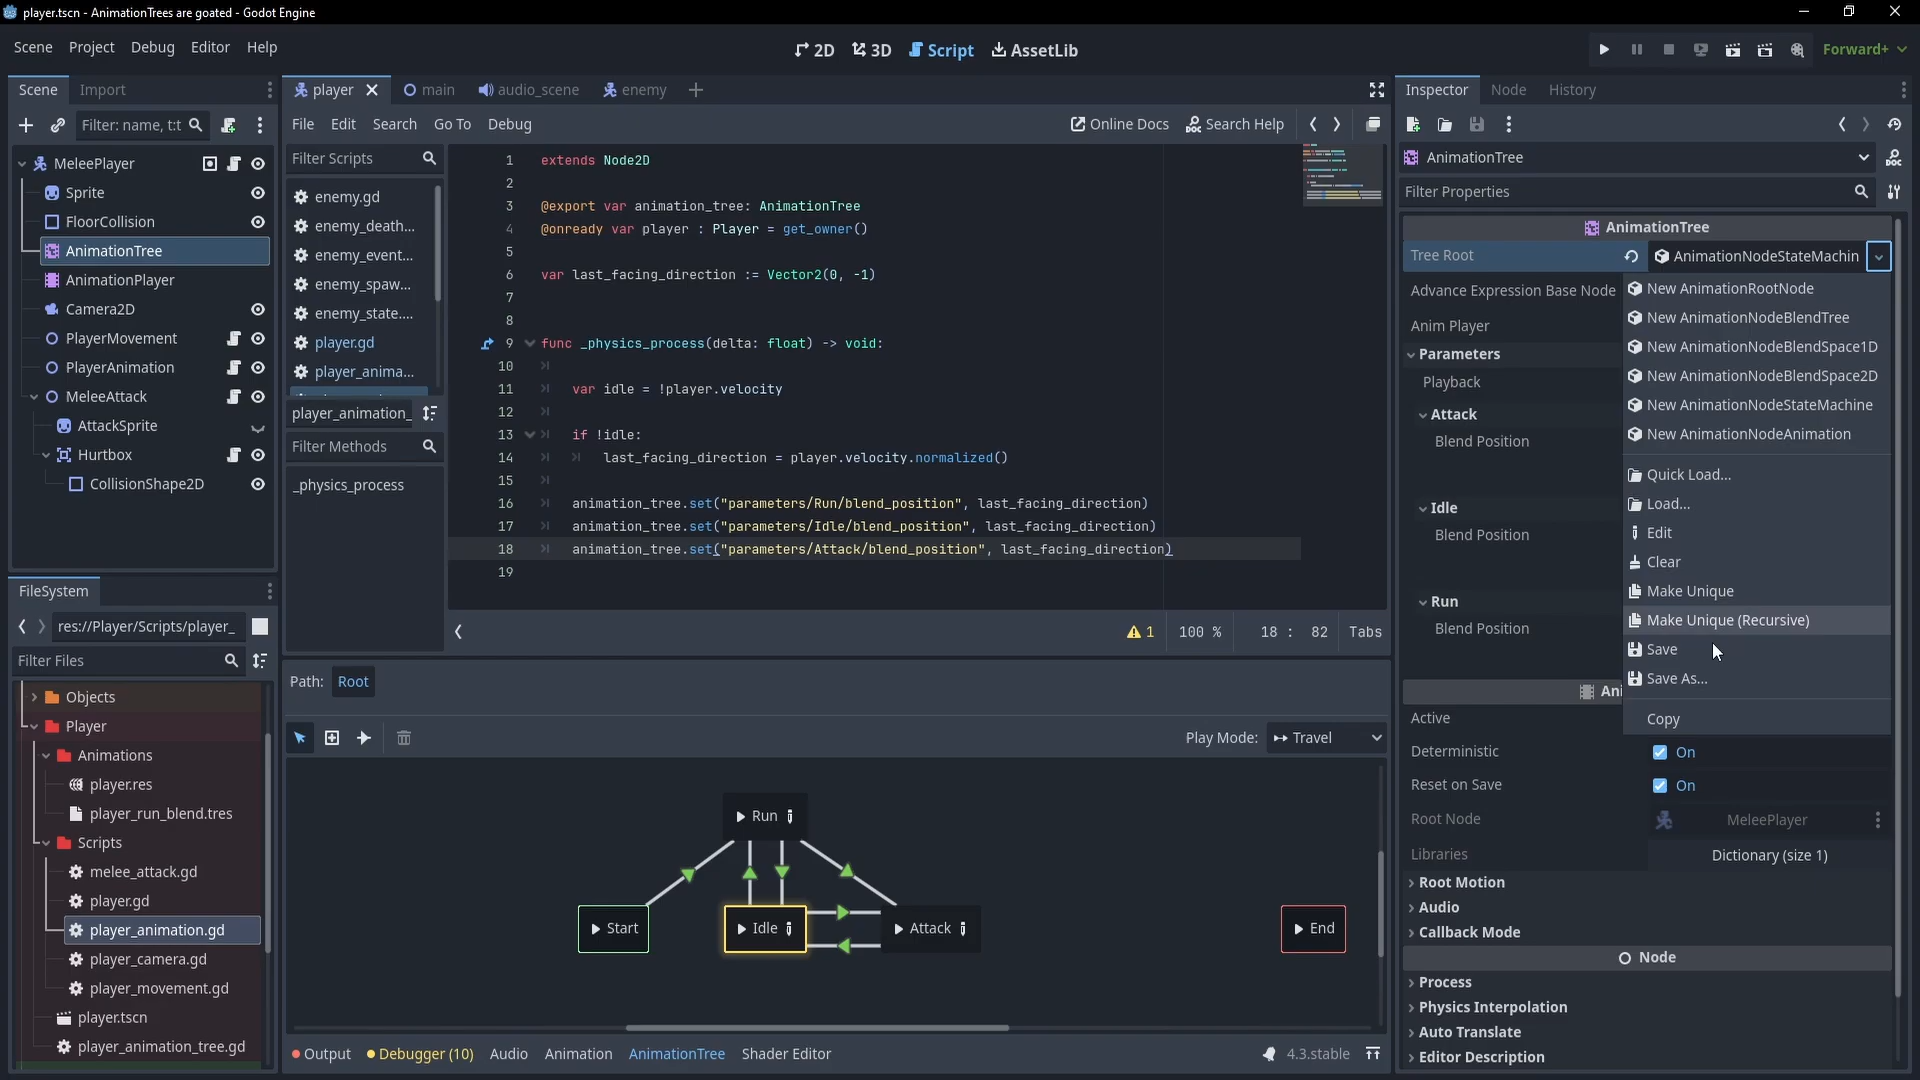 player.tscn - AnimationTrees are goated - Godot Engine
Scene Project Debug Editor Help
2D 3D Script AssetLib
Forward+
Scene Import
Filter: name, t:t
MeleePlayer
Sprite
FloorCollision
AnimationTree
AnimationPlayer
Camera2D
PlayerMovement
PlayerAnimation
MeleeAttack
AttackSprite
Hurtbox
CollisionShape2D
FileSystem
res://Player/Scripts/player_
Filter Files
Objects
Player
Animations
player.res
player_run_blend.tres
Scripts
melee_attack.gd
player.gd
player_animation.gd
player_camera.gd
player_movement.gd
player.tscn
player_animation_tree.gd
player main audio_scene enemy
File Edit Search Go To Debug
Online Docs Search Help
Filter Scripts
enemy.gd
enemy_death...
enemy_event...
enemy_spaw...
enemy_state....
player.gd
player_anima...
player_animation_
Filter Methods
_physics_process
1 extends Node2D
2
3 @export var animation_tree: AnimationTree
4 @onready var player : Player = get_owner()
5
6 var last_facing_direction := Vector2(0, -1)
7
8
9 func _physics_process(delta: float) -> void:
10
11 var idle = !player.velocity
12
13 if !idle:
14 last_facing_direction = player.velocity.normalized()
15
16 animation_tree.set("parameters/Run/blend_position", last_facing_direction)
17 animation_tree.set("parameters/Idle/blend_position", last_facing_direction)
18 animation_tree.set("parameters/Attack/blend_position", last_facing_direction)
19
1 100 % 18 : 82 Tabs
Path: Root
Play Mode: Travel
Run
Start
Idle
Attack
End
Output Debugger (10) Audio Animation AnimationTree Shader Editor 4.3.stable
Inspector Node History
AnimationTree
Filter Properties
AnimationTree
Tree Root AnimationNodeStateMachin
Advance Expression Base Node
Anim Player
Parameters
Playback
Attack
Blend Position
Idle
Blend Position
Run
Blend Position
New AnimationRootNode
New AnimationNodeBlendTree
New AnimationNodeBlendSpace1D
New AnimationNodeBlendSpace2D
New AnimationNodeStateMachine
New AnimationNodeAnimation
Quick Load...
Load...
Edit
Clear
Make Unique
Make Unique (Recursive)
Save
Save As...
Copy
Ani
Active
Deterministic On
Reset on Save On
Root Node MeleePlayer
Libraries Dictionary (size 1)
Root Motion
Audio
Callback Mode
Node
Process
Physics Interpolation
Auto Translate
Editor Description